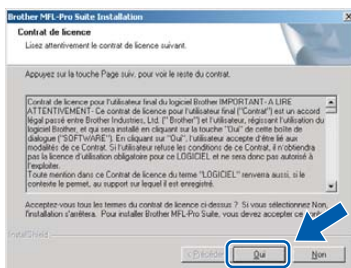 Brother MFL-Pro Suite Installation
Contrat de licence
Lisez attentivement le contrat de licence suivant.
Appuyez sur la touche Page suiv. pour voir le reste du contrat.
Contrat de licence pour l'utilisateur final du logiciel Brother IMPORTANT- A LIRE
ATTENTIVEMENT- Ce contrat de licence pour l'utilisateur final ("Contrat") est un accord
légal passé entre Brother Industries, Ltd. (" Brother") et l'utilisateur, régissant l'utilisation du
logiciel Brother, et qui sera installé en cliquant sur la touche "Oui" de cette boîte de
dialogue ("SOFTWARE"). En cliquant sur "Oui", l'utilisateur accepte d'être lié aux
modalités de ce Contrat. Si l'utilisateur refuse les conditions de ce Contrat, il n'obtiendra
pas la licence d'utilisation obligatoire pour ce LOGICIEL et ne sera donc pas autorisé à
l'exploiter.
Toute mention dans ce Contrat de licence du terme "LOGICIEL" renverra aussi, si le
contexte le permet, au support sur lequel il est enregistré.
Acceptez-vous tous les termes du contrat de licence ci-dessus ? Si vous sélectionnez Non,
l'installation s'arrêtera. Pour installer Brother MFL-Pro Suite, vous devez accepter ce
InstallShield
< Précédent
Oui
Non